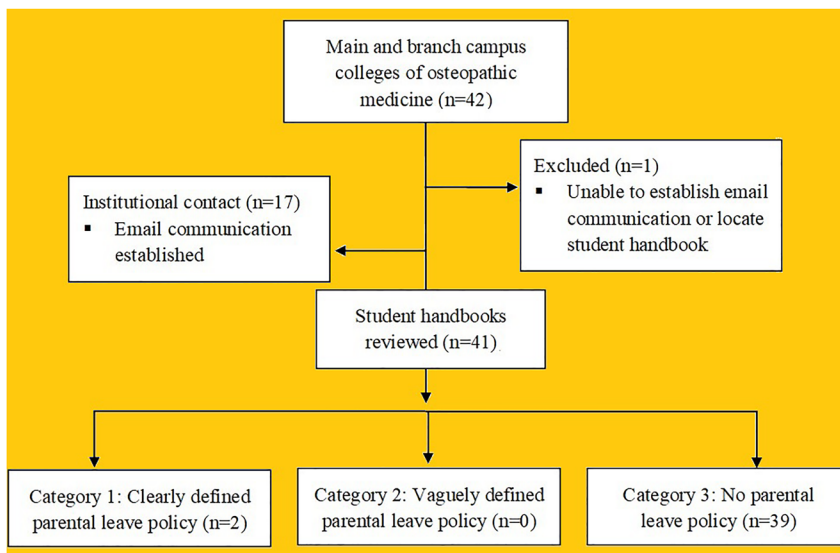 Main and branch campus
colleges of osteopathic
medicine (n=42)
Excluded (n=1)
▪ Unable to establish email
communication or locate
student handbook
Institutional contact (n=17)
▪ Email communication
established
Student handbooks
reviewed (n=41)
Category 1: Clearly defined
parental leave policy (n=2)
Category 2: Vaguely defined
parental leave policy (n=0)
Category 3: No parental
leave policy (n=39)